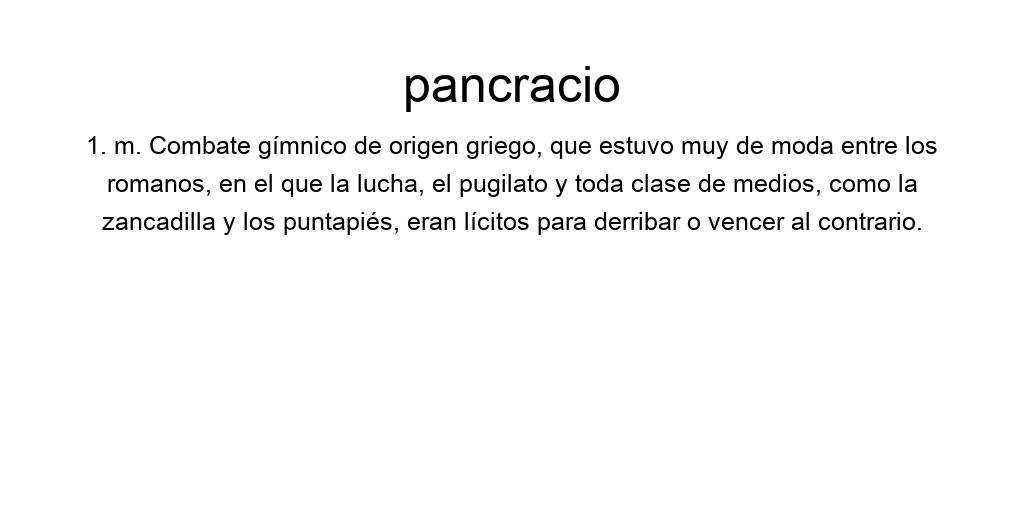 pancracio
1. m. Combate gímnico de origen griego, que estuvo muy de moda entre los
romanos, en el que la lucha, el pugilato y toda clase de medios, como la
zancadilla y los puntapiés, eran lícitos para derribar o vencer al contrario.